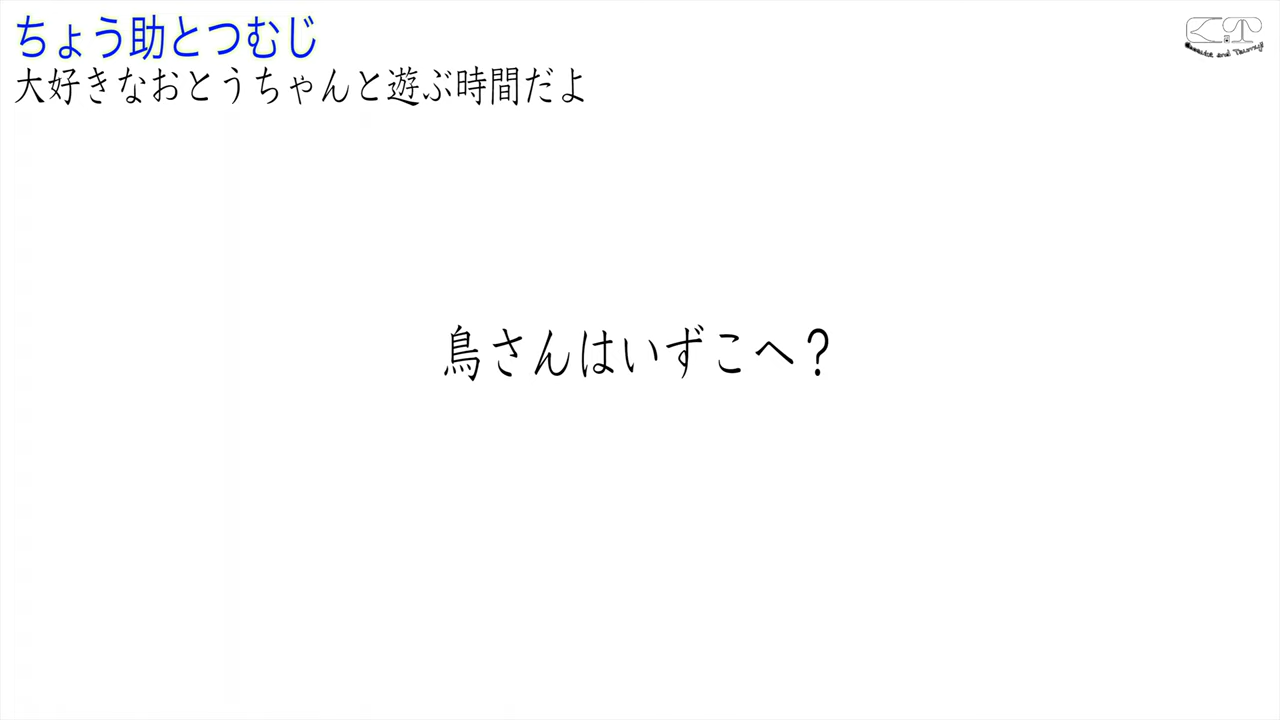 ちょう助とつむじ
大好きなおとうちゃんと遊ぶ時間だよ
鳥さんはいずこへ？